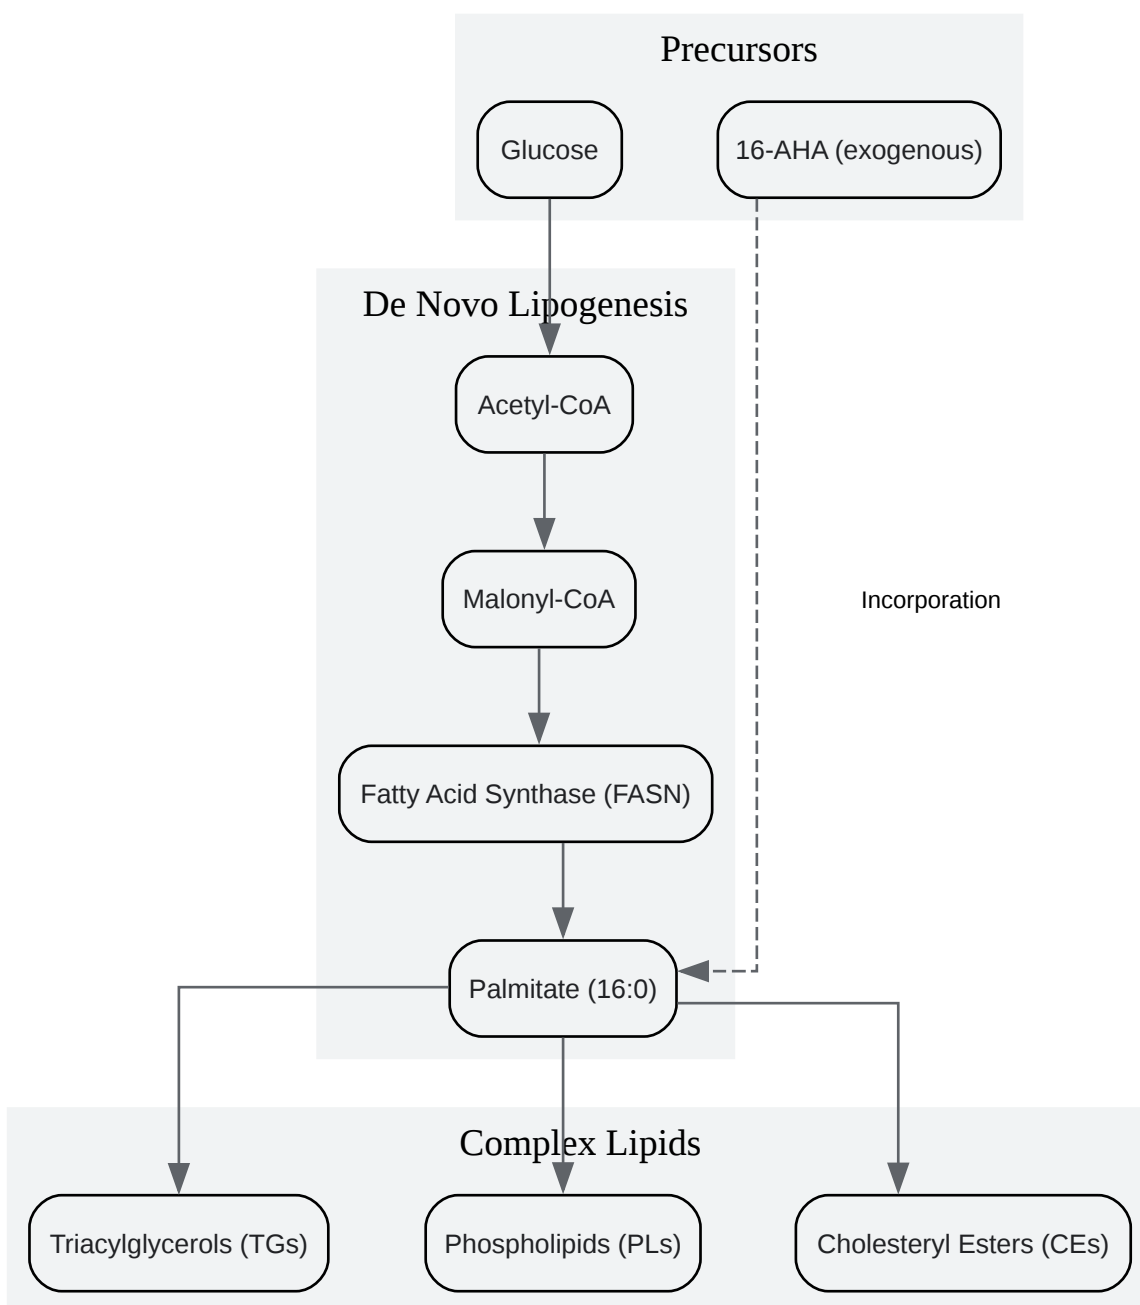 Precursors
Glucose
16-AHA (exogenous)
De Novo Lipogenesis
Acetyl-CoA
Malonyl-CoA
Incorporation
Fatty Acid Synthase (FASN)
Palmitate (16:0)
Complex Lipids
Triacylglycerols (TGs)
Phospholipids (PLs)
Cholesteryl Esters (CEs)